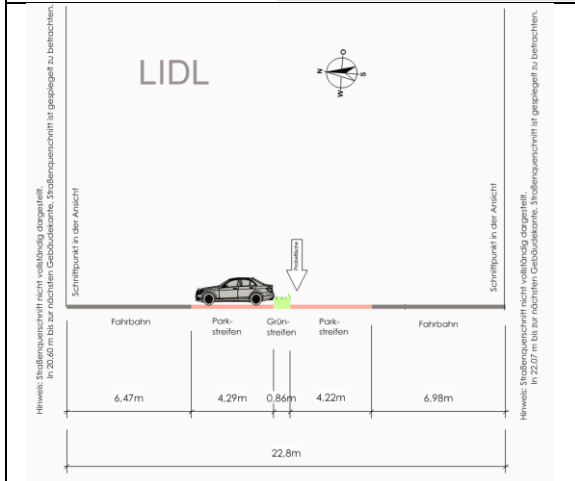 Hinweis: Straßenquerschnitt nicht vollständig dargestellt.
In 20,60 m bis zur nächsten Gebäudekante. Straßenquerschnitt ist gespiegelt zu betrachten.
Schnittpunkt in der Ansicht
LIDL
N
O
S
W
Probefläche
Schnittpunkt in der Ansicht
Hinweis: Straßenquerschnitt nicht vollständig dargestellt.
In 22,07 m bis zur nächsten Gebäudekante. Straßenquerschnitt ist gespiegelt zu betrachten.
Fahrbahn Park- Grün- Park- Fahrbahn
streifen streifen streifen
6,47m 4,29m 0,86m 4,22m 6,98m
22,8m